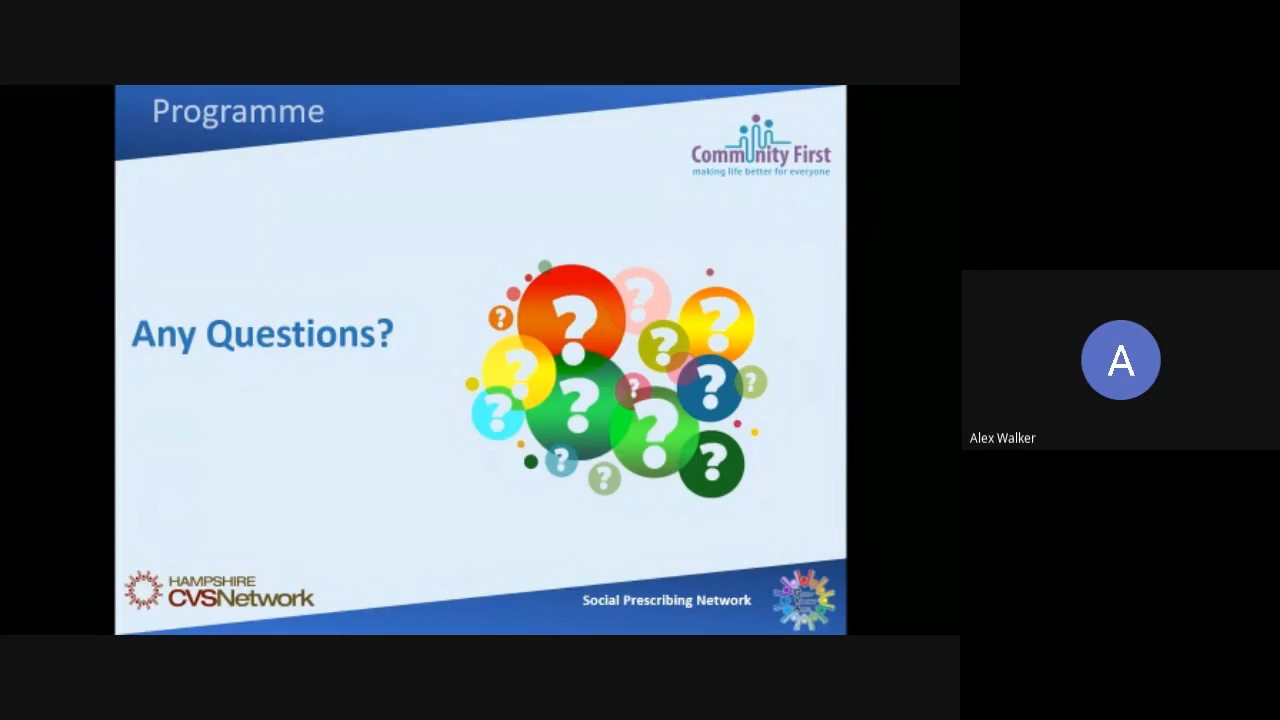 Programme
Community First
making life better for everyone
Any Questions?
? ? ? ? ? ? ? ? ? ? ? ? ? ?
HAMPSHIRE
CVSNetwork
Social Prescribing Network
A
Alex Walker